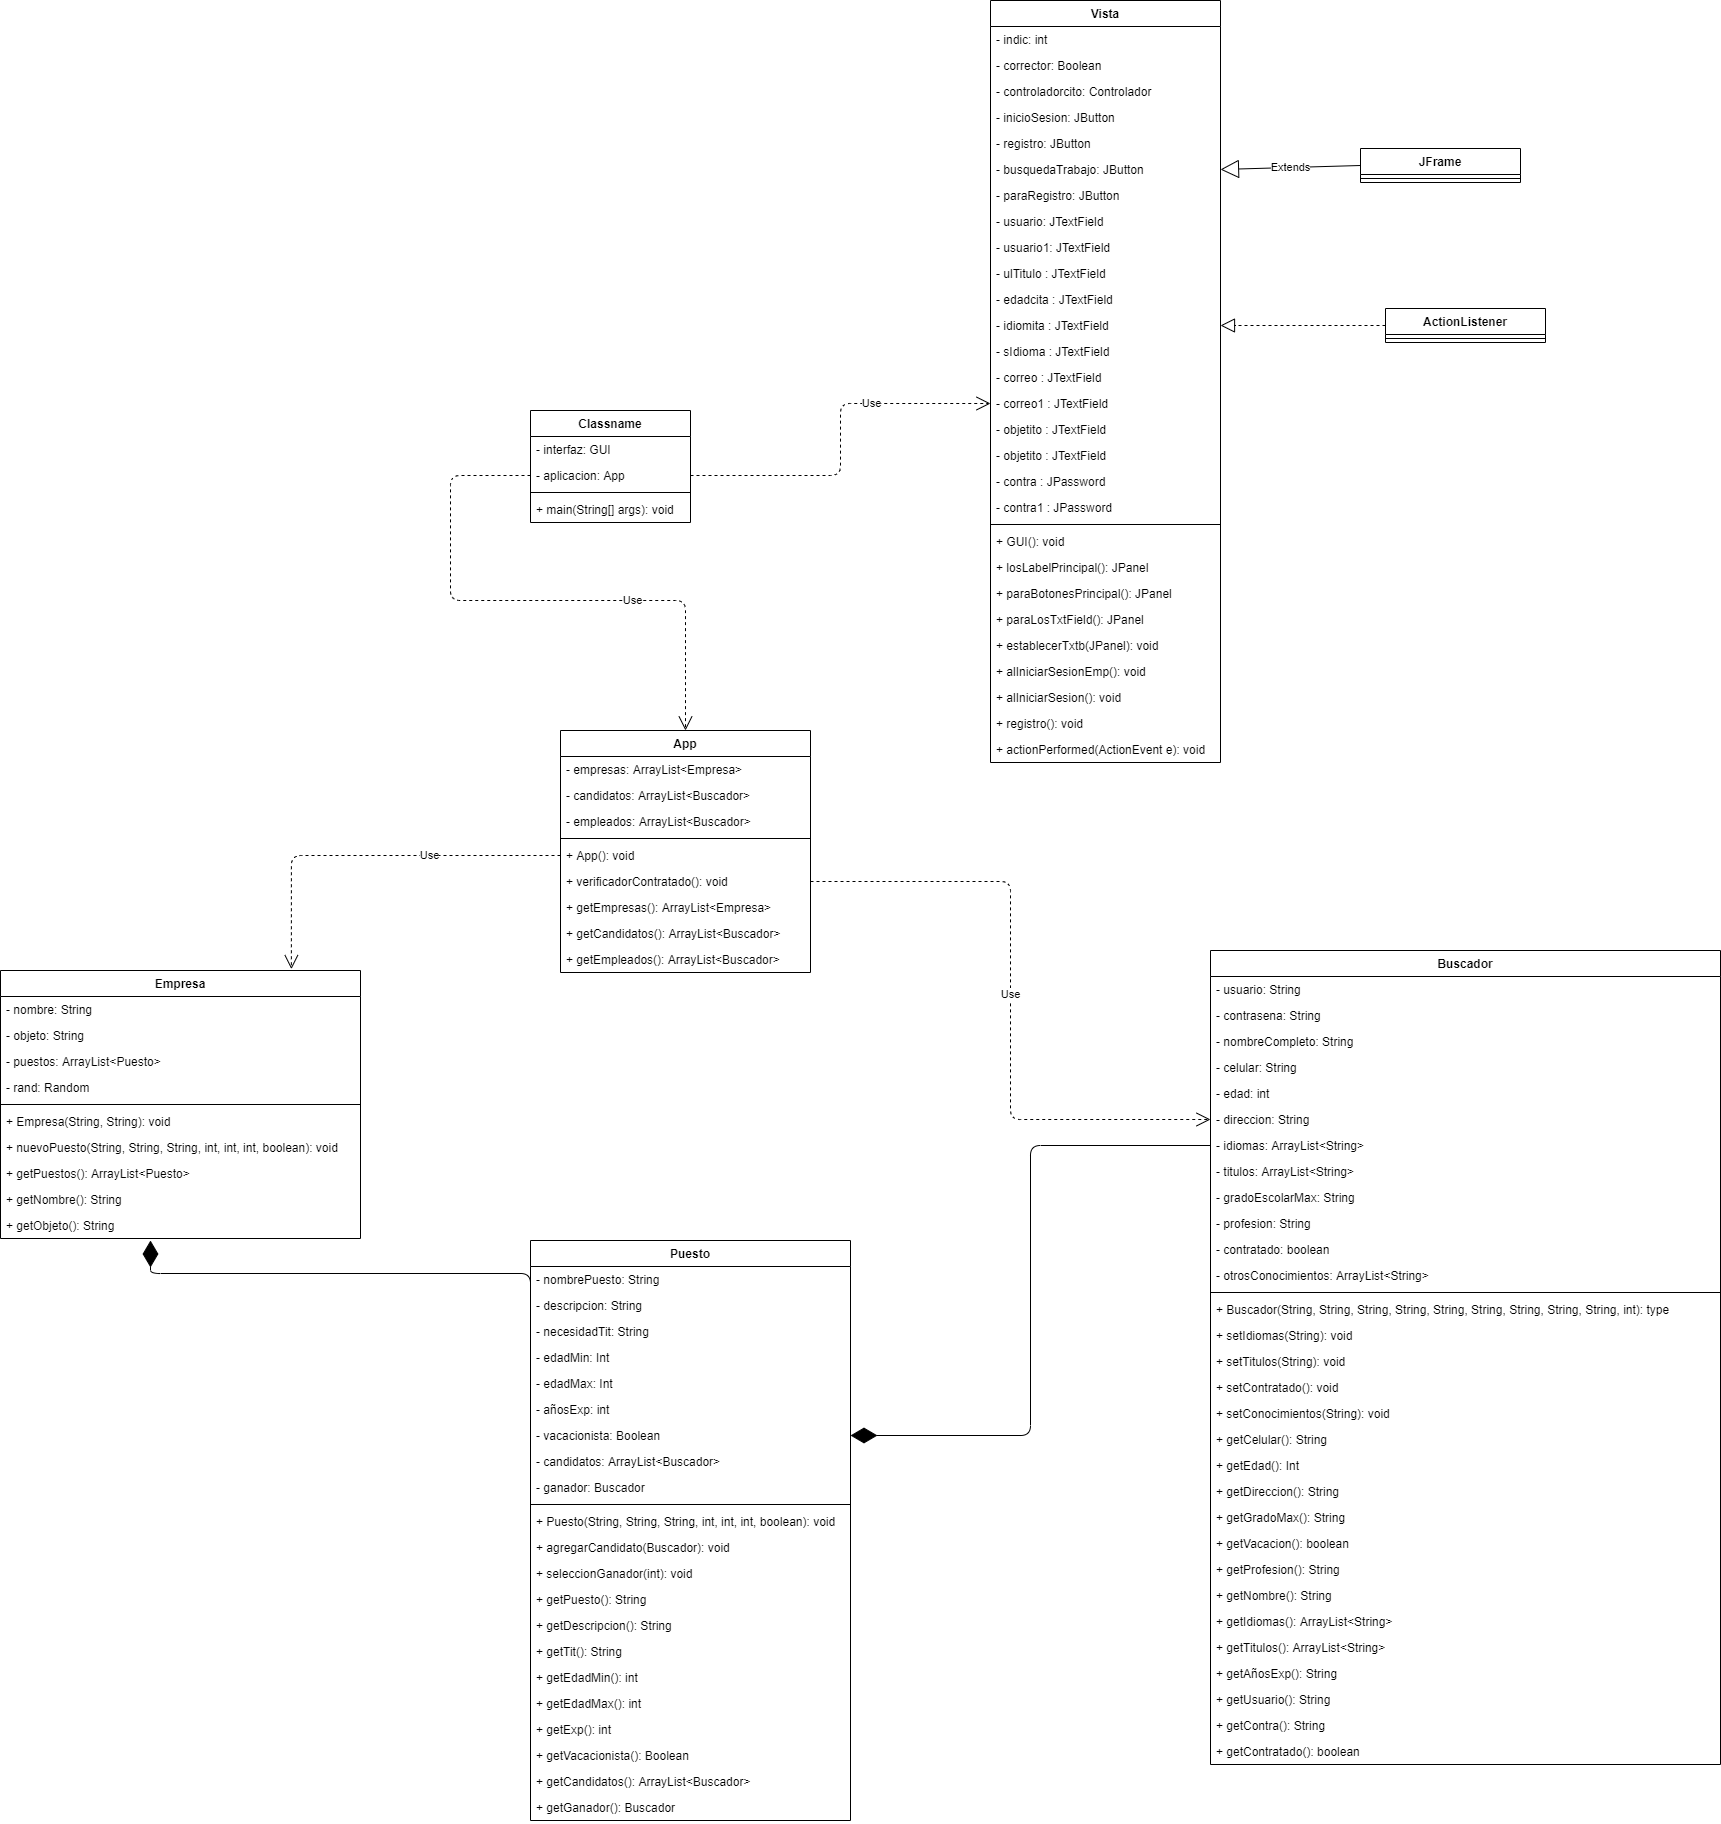 Vista
- indic: int
- corrector: Boolean
- controladorcito: Controlador
- inicioSesion: JButton
- registro: JButton
- busquedaTrabajo: JButton
- paraRegistro: JButton
- usuario: JTextField
- usuario1: JTextField
- ulTitulo : JTextField
- edadcita : JTextField
- idiomita : JTextField
- sIdioma : JTextField
- correo : JTextField
- correo1 : JTextField
- objetito : JTextField
- objetito : JTextField
- contra : JPassword
- contra1 : JPassword
+ GUI(): void
+ losLabelPrincipal(): JPanel
+ paraBotonesPrincipal(): JPanel
+ paraLosTxtField(): JPanel
+ establecerTxtb(JPanel): void
+ alIniciarSesionEmp(): void
+ alIniciarSesion(): void
+ registro(): void
+ actionPerformed(ActionEvent e): void
Extends
JFrame
ActionListener
Use
Classname
- interfaz: GUI
- aplicacion: App
+ main(String[] args): void
Use
App
- empresas: ArrayList<Empresa>
- candidatos: ArrayList<Buscador>
- empleados: ArrayList<Buscador>
+ App(): void
+ verificadorContratado(): void
+ getEmpresas(): ArrayList<Empresa>
+ getCandidatos(): ArrayList<Buscador>
+ getEmpleados(): ArrayList<Buscador>
Use
Use
Empresa
- nombre: String
- objeto: String
- puestos: ArrayList<Puesto>
- rand: Random
+ Empresa(String, String): void
+ nuevoPuesto(String, String, String, int, int, int, boolean): void
+ getPuestos(): ArrayList<Puesto>
+ getNombre(): String
+ getObjeto(): String
Puesto
- nombrePuesto: String
- descripcion: String
- necesidadTit: String
- edadMin: Int
- edadMax: Int
- añosExp: int
- vacacionista: Boolean
- candidatos: ArrayList<Buscador>
- ganador: Buscador
+ Puesto(String, String, String, int, int, int, boolean): void
+ agregarCandidato(Buscador): void
+ seleccionGanador(int): void
+ getPuesto(): String
+ getDescripcion(): String
+ getTit(): String
+ getEdadMin(): int
+ getEdadMax(): int
+ getExp(): int
+ getVacacionista(): Boolean
+ getCandidatos(): ArrayList<Buscador>
+ getGanador(): Buscador
Buscador
- usuario: String
- contrasena: String
- nombreCompleto: String
- celular: String
- edad: int
- direccion: String
- idiomas: ArrayList<String>
- titulos: ArrayList<String>
- gradoEscolarMax: String
- profesion: String
- contratado: boolean
- otrosConocimientos: ArrayList<String>
+ Buscador(String, String, String, String, String, String, String, String, String, int): type
+ setIdiomas(String): void
+ setTitulos(String): void
+ setContratado(): void
+ setConocimientos(String): void
+ getCelular(): String
+ getEdad(): Int
+ getDireccion(): String
+ getGradoMax(): String
+ getVacacion(): boolean
+ getProfesion(): String
+ getNombre(): String
+ getIdiomas(): ArrayList<String>
+ getTitulos(): ArrayList<String>
+ getAñosExp(): String
+ getUsuario(): String
+ getContra(): String
+ getContratado(): boolean